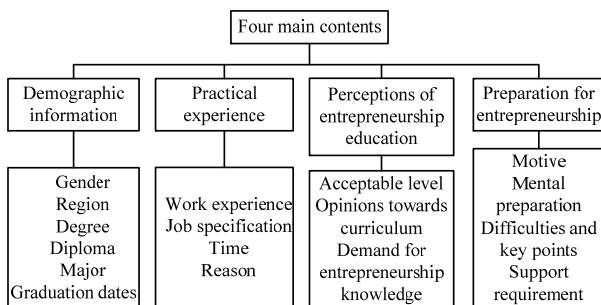 Four main contents
Demographic
information
Practical
experience
Perceptions of
entrepreneurship
education
Preparation for
entrepreneurship
Gender
Region
Degree
Diploma
Major
Graduation dates
Work experience
Job specification
Time
Reason
Acceptable level
Opinions towards
curriculum
Demand for
entrepreneurship
knowledge
Motive
Mental
preparation
Difficulties and
key points
Support
requirement